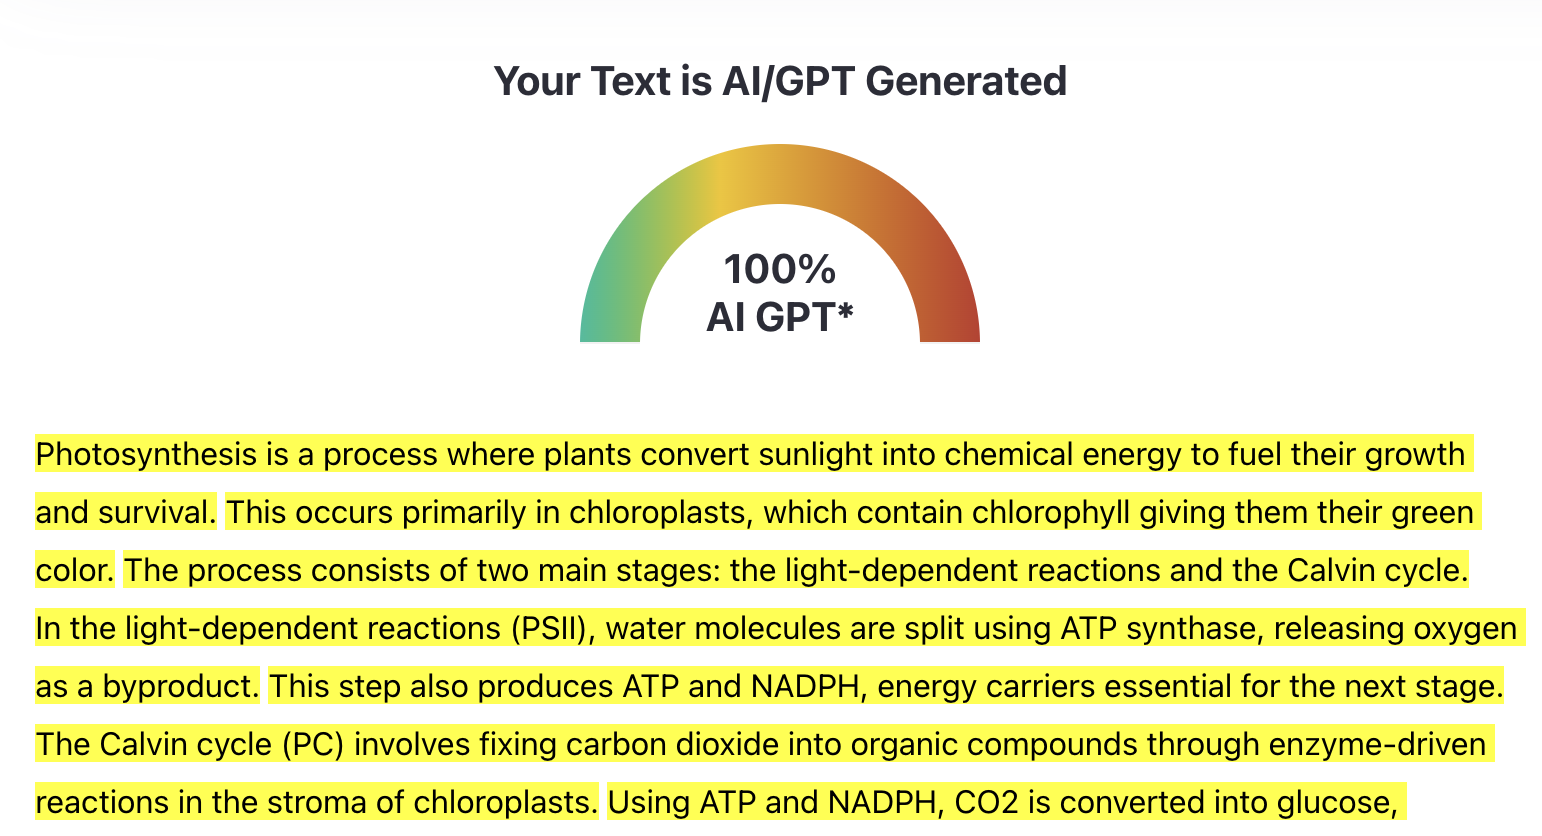 Your Text is AI/GPT Generated
100%
AI GPT*
Photosynthesis is a process where plants convert sunlight into chemical energy to fuel their growth
and survival. This occurs primarily in chloroplasts, which contain chlorophyll giving them their green
color. The process consists of two main stages: the light-dependent reactions and the Calvin cycle.
In the light-dependent reactions (PSII), water molecules are split using ATP synthase, releasing oxygen
as a byproduct. This step also produces ATP and NADPH, energy carriers essential for the next stage.
The Calvin cycle (PC) involves fixing carbon dioxide into organic compounds through enzyme-driven
reactions in the stroma of chloroplasts. Using ATP and NADPH, CO2 is converted into glucose,